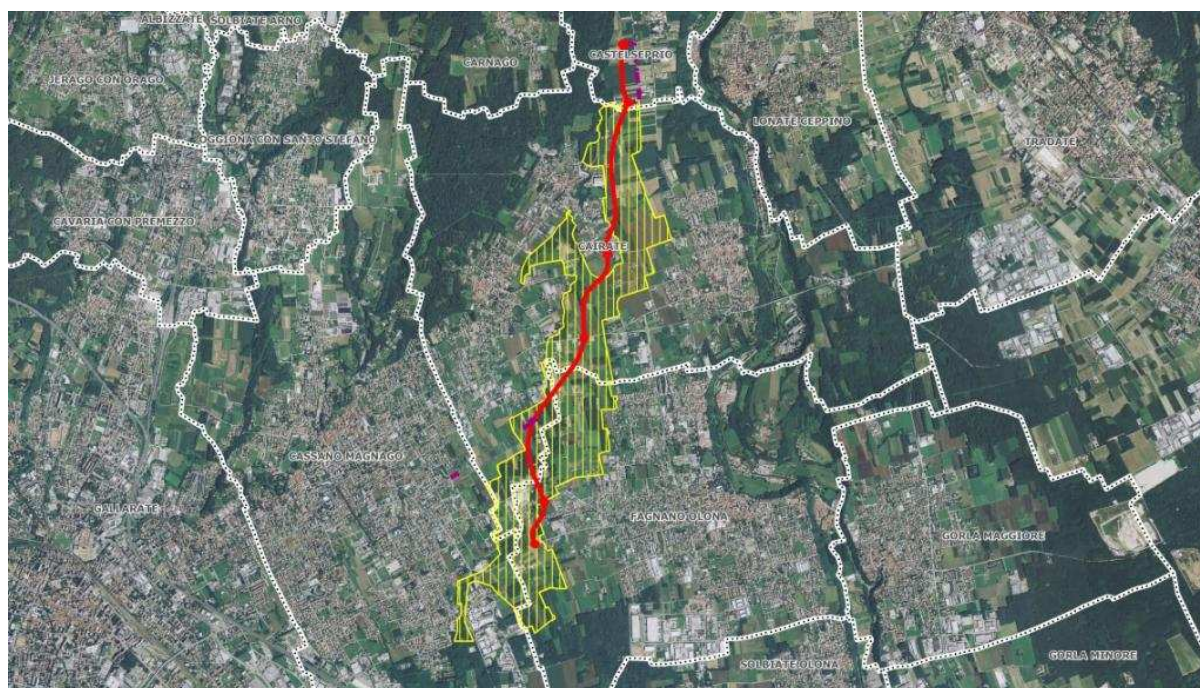 ALBIZZATE
SOLBIATE ARNO
CARNAGO
CASTELSEPRIO
JERAGO CON ORAGO
LONATE CEPPINO
TRADATE
GGIONA CON SANTO STEFANO
CAVARIA CON PREMEZZO
CAIRATE
CASSANO MAGNAGO
GALLARATE
FAGNANO OLONA
GORLA MAGGIORE
SOLBIATE OLONA
GORLA MINORE